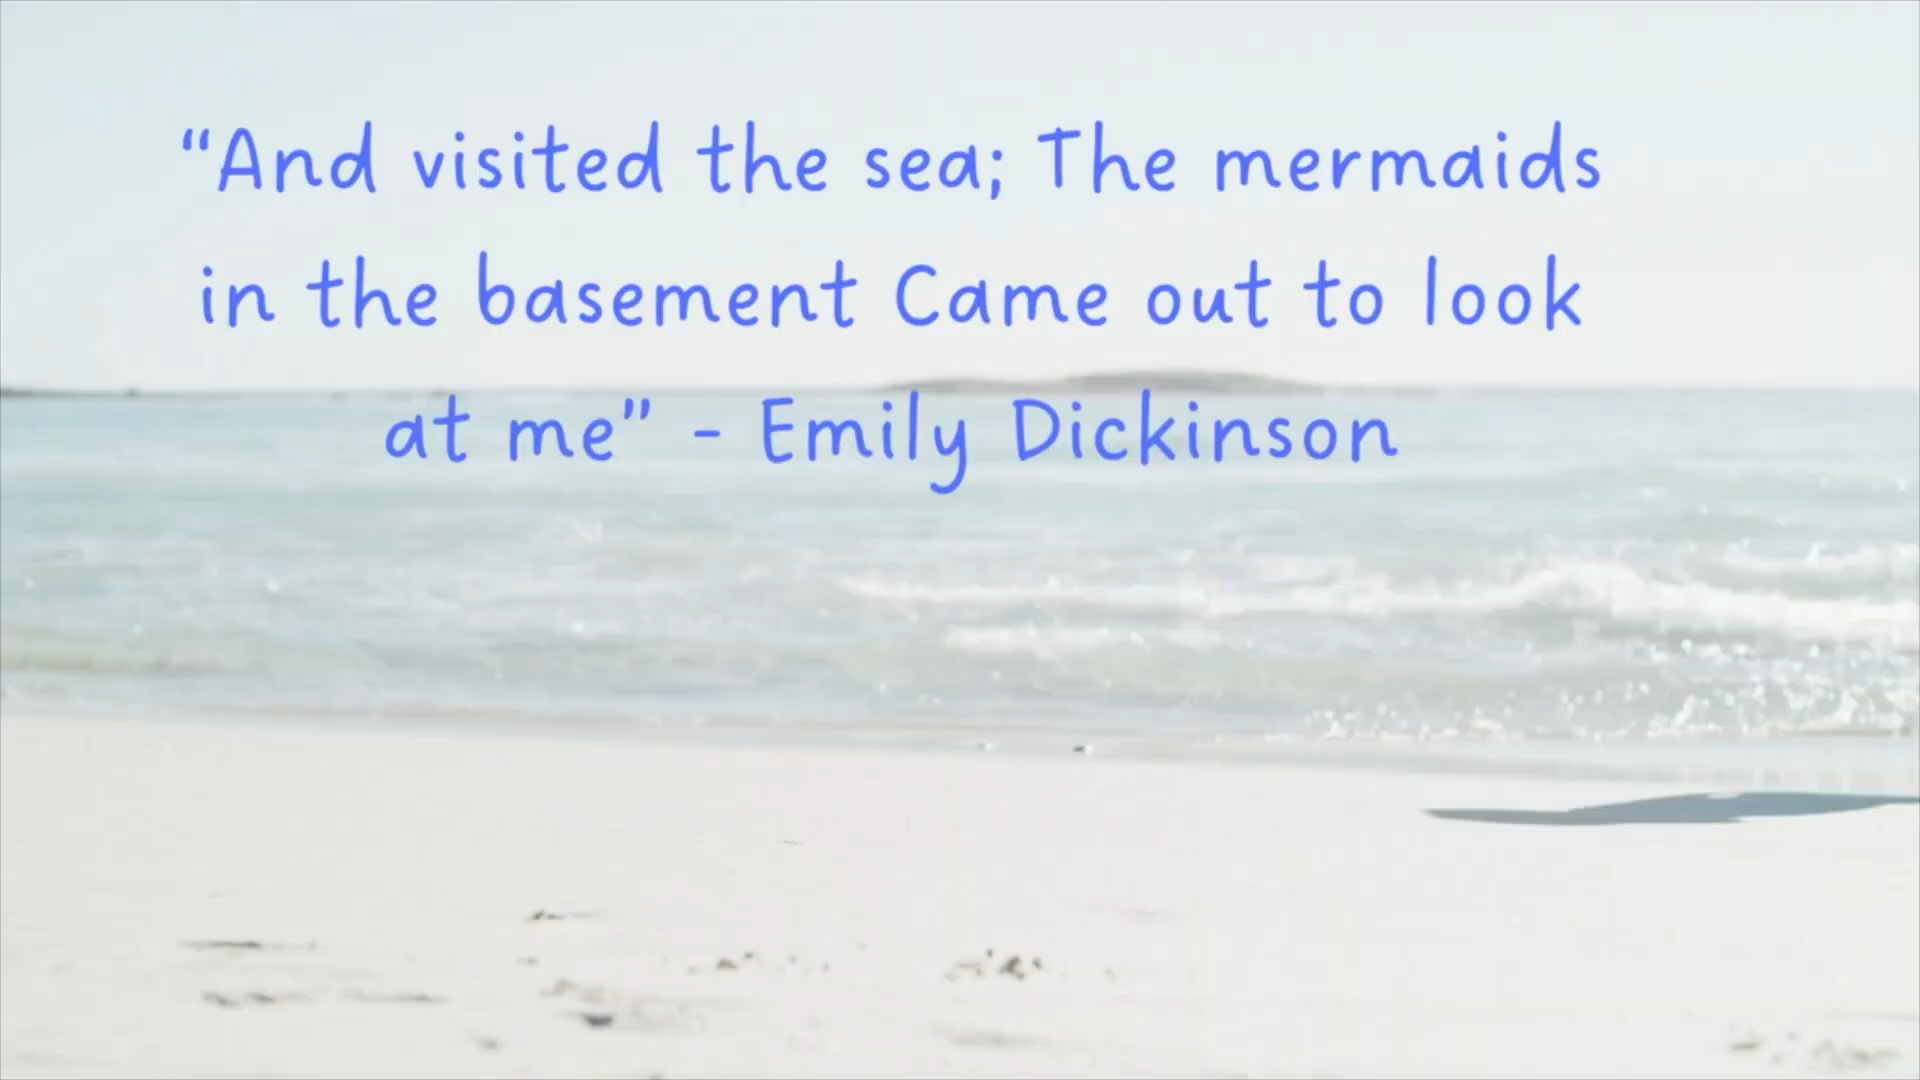 “And visited the sea; The mermaids
in the basement Came out to look
at me” - Emily Dickinson